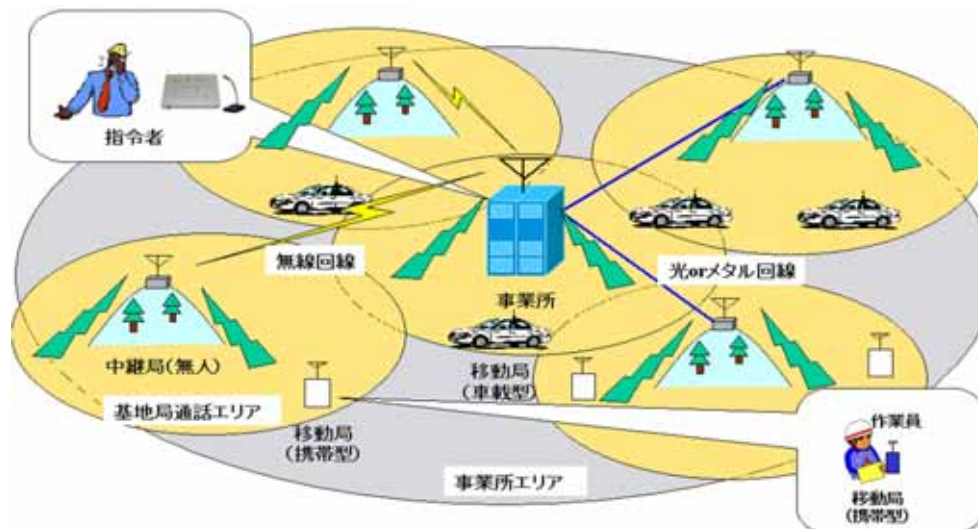 指令者
無線回線
事業所
光orメタル回線
中継局(無人)
移動局
(車載型)
基地局通話エリア
移動局
(携帯型)
作業員
事業所エリア
移動局
(携帯型)